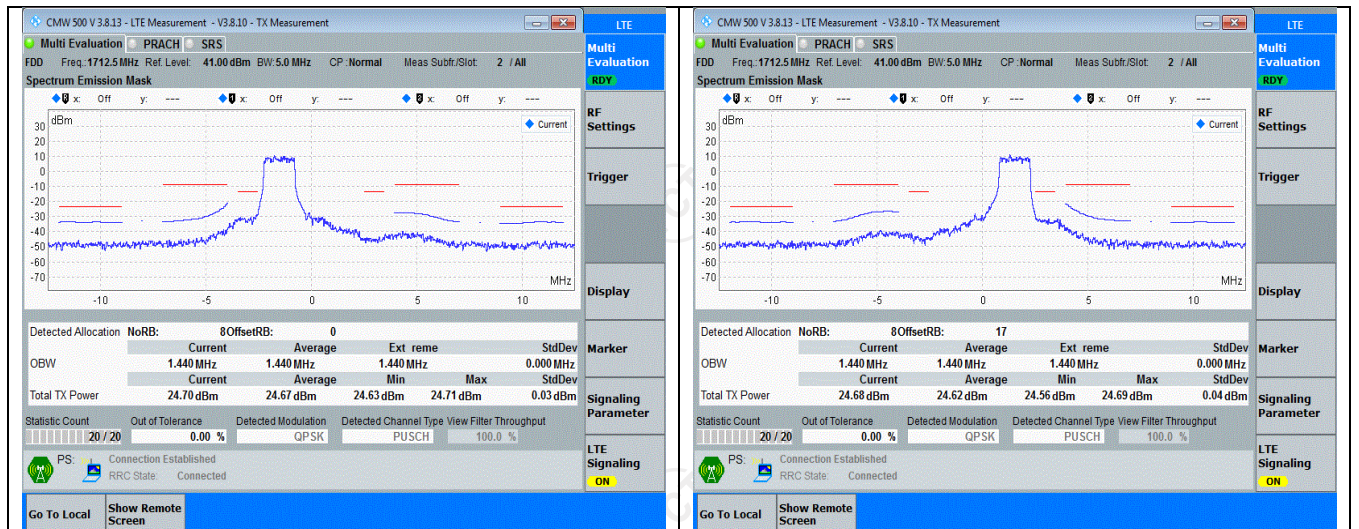 CMW 500 V 3.8.13 - LTE Measurement - V3.8.10 - TX Measurement
LTE
Multi Evaluation PRACH SRS
Multi
Evaluation
RDY
FDD Freq.:1712.5 MHz Ref. Level: 41.00 dBm BW:5.0 MHz CP :Normal Meas Subfr./Slot: 2 / All
Spectrum Emission Mask
x: Off y: --- x: Off y: --- x: Off y: ---
dBm
Current
30
20
10
0
-10
-20
-30
-40
-50
-60
-70
MHz
-10 -5 0 5 10
RF
Settings
Trigger
Display
Marker
Signaling
Parameter
LTE
Signaling
ON
Detected Allocation NoRB: 8OffsetRB: 0
Current Average Ext reme StdDev
OBW 1.440 MHz 1.440 MHz 1.440 MHz 0.000 MHz
Current Average Min Max StdDev
Total TX Power 24.70 dBm 24.67 dBm 24.63 dBm 24.71 dBm 0.03 dBm
Statistic Count Out of Tolerance Detected Modulation Detected Channel Type View Filter Throughput
20 / 20 0.00 % QPSK PUSCH 100.0 %
PS: Connection Established
RRC State: Connected
Go To Local
Show Remote
Screen
CMW 500 V 3.8.13 - LTE Measurement - V3.8.10 - TX Measurement
LTE
Multi Evaluation PRACH SRS
Multi
Evaluation
RDY
FDD Freq.:1712.5 MHz Ref. Level: 41.00 dBm BW:5.0 MHz CP :Normal Meas Subfr./Slot: 2 / All
Spectrum Emission Mask
x: Off y: --- x: Off y: --- x: Off y: ---
dBm
Current
30
20
10
0
-10
-20
-30
-40
-50
-60
-70
MHz
-10 -5 0 5 10
RF
Settings
Trigger
Display
Marker
Signaling
Parameter
LTE
Signaling
ON
Detected Allocation NoRB: 8OffsetRB: 17
Current Average Ext reme StdDev
OBW 1.440 MHz 1.440 MHz 1.440 MHz 0.000 MHz
Current Average Min Max StdDev
Total TX Power 24.68 dBm 24.62 dBm 24.56 dBm 24.69 dBm 0.04 dBm
Statistic Count Out of Tolerance Detected Modulation Detected Channel Type View Filter Throughput
20 / 20 0.00 % QPSK PUSCH 100.0 %
PS: Connection Established
RRC State: Connected
Go To Local
Show Remote
Screen